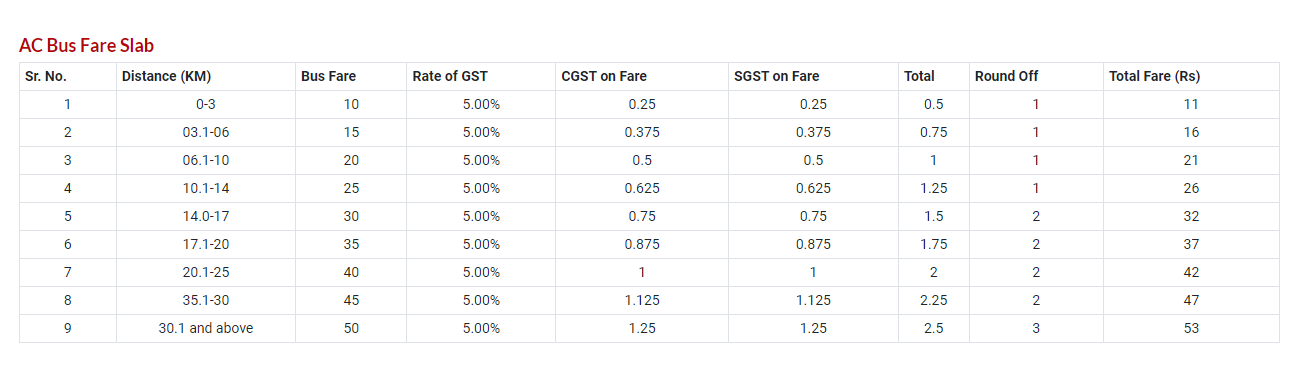 AC Bus Fare Slab
Sr. No. Distance (KM) Bus Fare Rate of GST CGST on Fare SGST on Fare Total Round Off Total Fare (Rs)
1 0-3 10 5.00% 0.25 0.25 0.5 1 11
2 03.1-06 15 5.00% 0.375 0.375 0.75 1 16
3 06.1-10 20 5.00% 0.5 0.5 1 1 21
4 10.1-14 25 5.00% 0.625 0.625 1.25 1 26
5 14.0-17 30 5.00% 0.75 0.75 1.5 2 32
6 17.1-20 35 5.00% 0.875 0.875 1.75 2 37
7 20.1-25 40 5.00% 1 1 2 2 42
8 35.1-30 45 5.00% 1.125 1.125 2.25 2 47
9 30.1 and above 50 5.00% 1.25 1.25 2.5 3 53